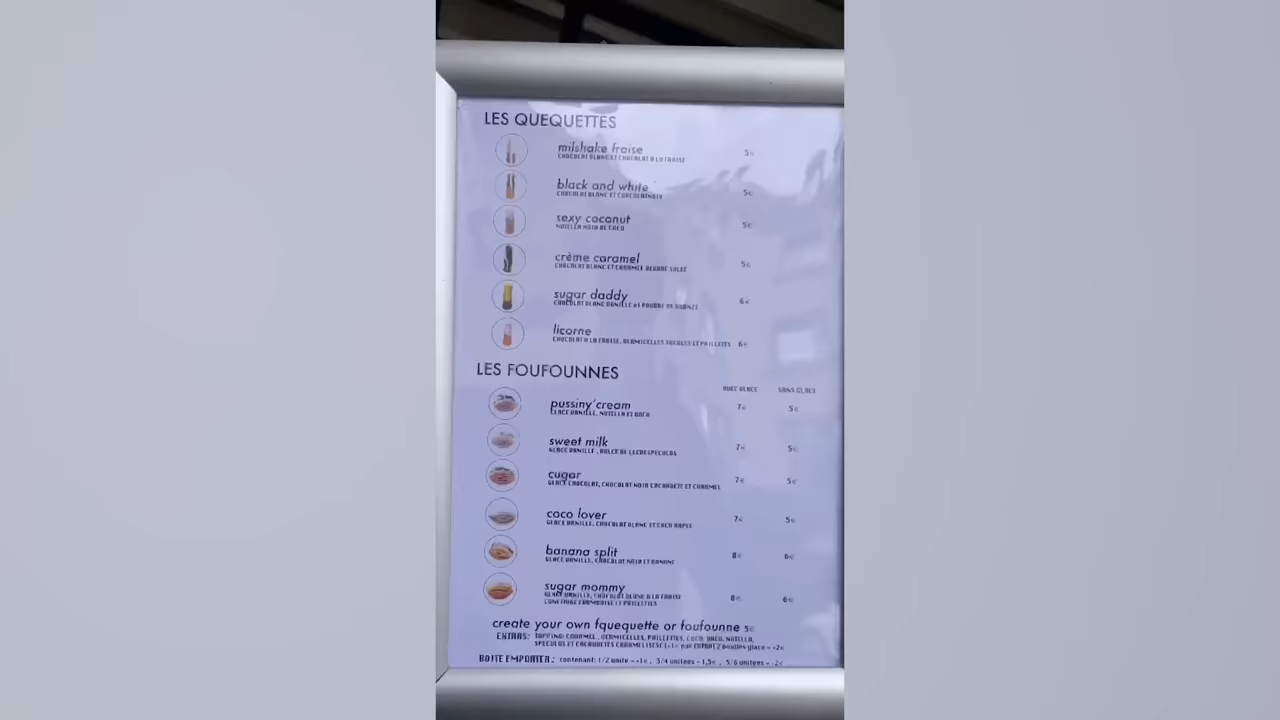 LES QUEQUETTES
milshake fraise 5€
CHOCOLAT BLANC ET CHOCOLAT A LA FRAISE
black and white 5€
CHOCOLAT BLANC ET CHOCOLAT NOIR
sexy coconut 5€
NUTELLA NOIX DE COCO
crème caramel 5€
CHOCOLAT BLANC ET CARAMEL BEURRE SALEE
sugar daddy 6€
CHOCOLAT BLANC VANILLE et POUDRE DE BRONZE
licorne 6€
CHOCOLAT A LA FRAISE, VERMICELLES SUCREES ET PAILLETTES
LES FOUFOUNNES
AVEC GLACE SANS GLACE
pussiny'cream 7€ 5€
GLACE VANILLE, NUTELLA ET OREO
sweet milk 7€ 5€
GLACE VANILLE, DULCE DE LECHE SPECULOS
cugar 7€ 5€
GLACE CHOCOLAT, CHOCOLAT NOIR CACAHUETE ET CARAMEL
coco lover 7€ 5€
GLACE VANILLE, CHOCOLAT BLANC ET COCO RAPEE
banana split 8€ 6€
GLACE VANILLE, CHOCOLAT NOIR ET BANANE
sugar mommy 8€ 6€
GLACE VANILLE, CHOCOLAT BLANC A LA FRAISE
CONFITURE FRAMBOISE ET PAILLETTES
create your own fquequette or foufounne 5€
EXTRAS: TOPPING: CARAMEL, VERMICELLES, PAILLETTES, COCO, OREO, NUTELLA,
SPECULOS ET CACAHUETES CARAMELISEES (+1€ par 2 boules glace = +2€
BOITE EMPORTER: contenant: 1/2 unite = +1€, 3/4 unitees = 1,5€, 5/6 unitees = +2€